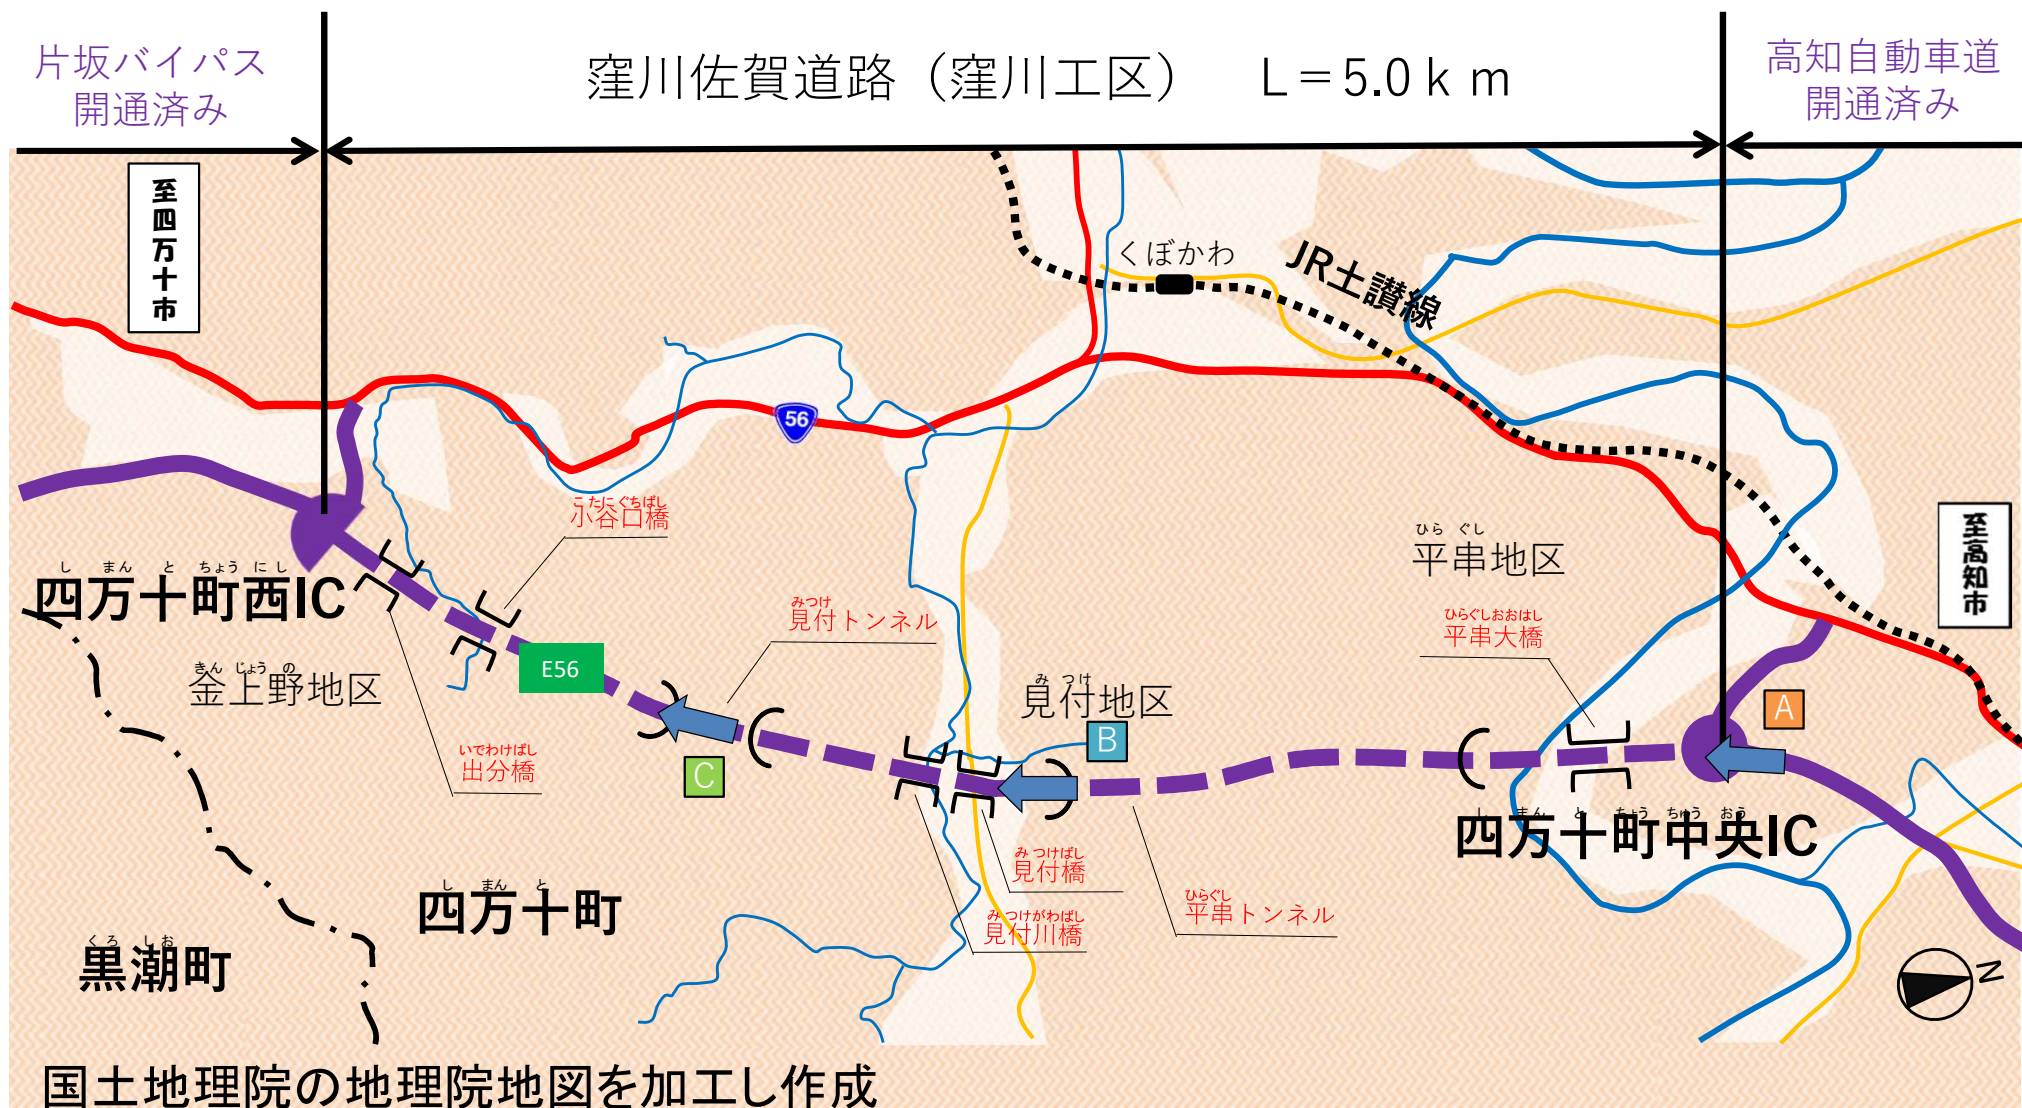 片坂バイパス
開通済み
窪川佐賀道路（窪川工区）　L＝5.0ｋｍ
高知自動車道
開通済み
至四万十市
くぼかわ
JR土讃線
56
こたにぐちばし
小谷口橋
ひらぐし
平串地区
至高知市
しまんとちょうにし
四万十町西IC
みつけ
見付トンネル
ひらぐしおおはし
平串大橋
E56
きんじょうの
金上野地区
みつけ
見付地区
A
B
いでわけばし
出分橋
C
しまんとちょうちゅうおう
四万十町中央IC
みつけばし
見付橋
しまんと
四万十町
ひらぐし
平串トンネル
みつけがわばし
見付川橋
くろしお
黒潮町
N
国土地理院の地理院地図を加工し作成